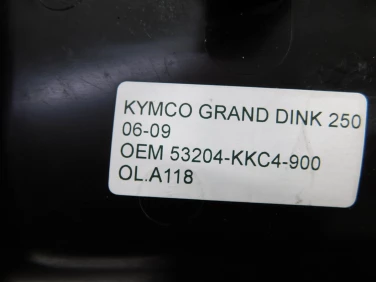 KYMCO GRAND DINK 250
06-09
OEM 53204-KKC4-900
OL.A118